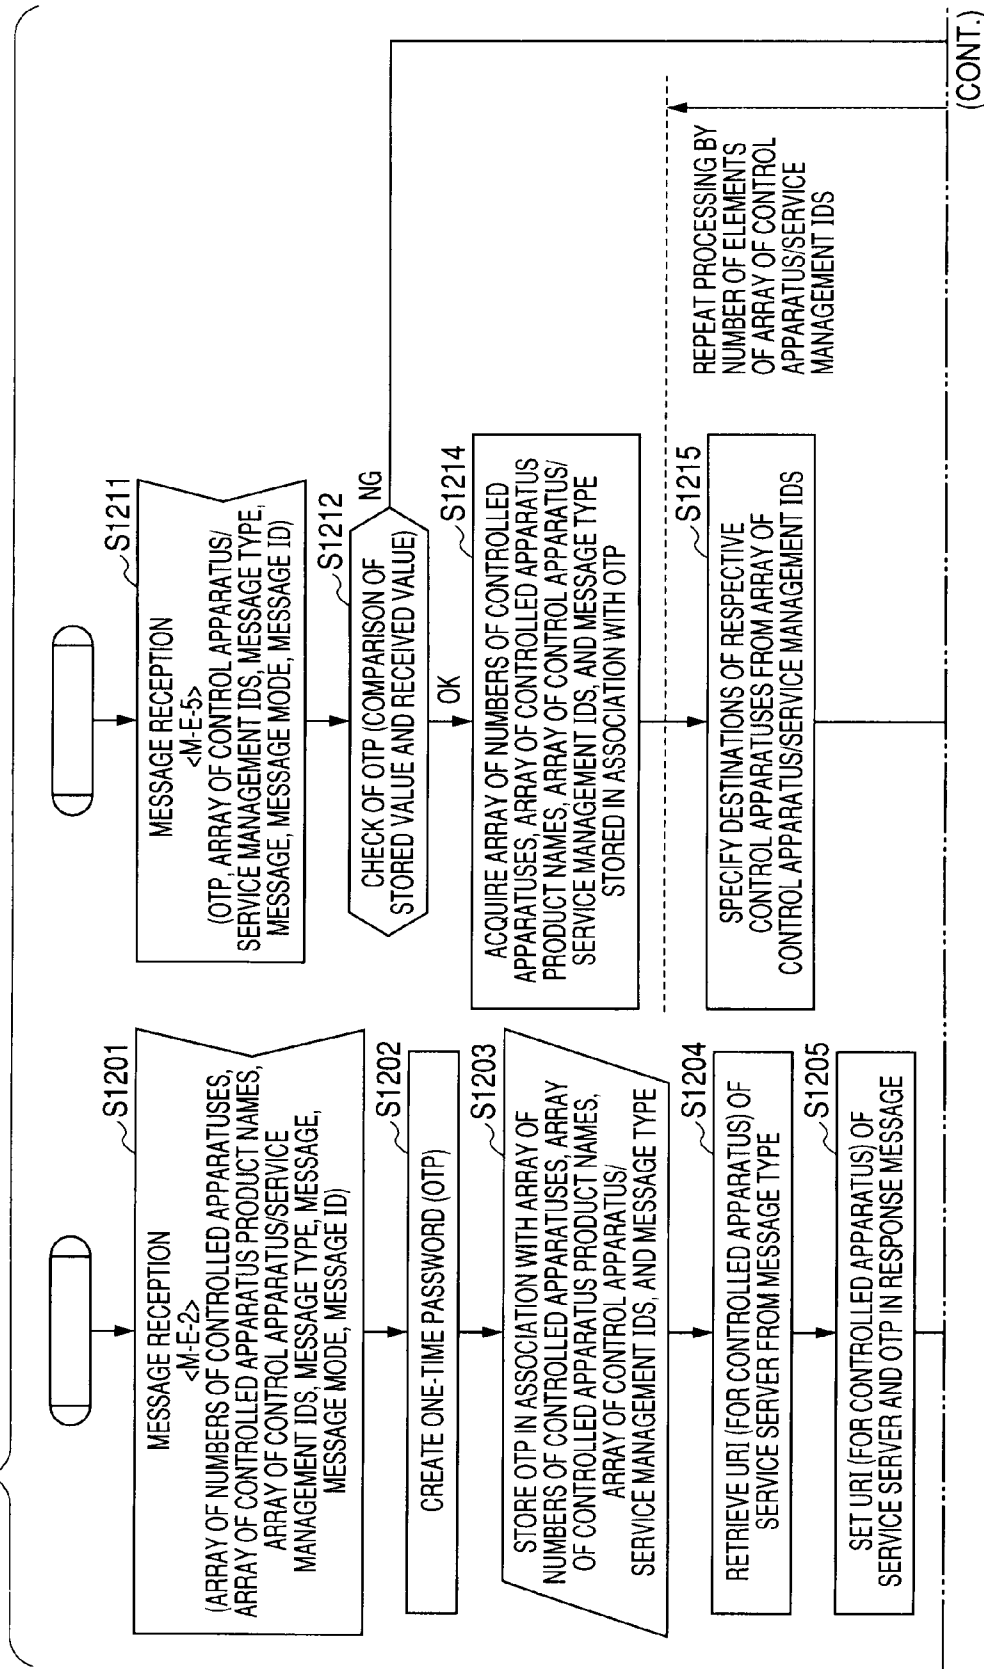 S1201
MESSAGE RECEPTION
<M-E-2>
(ARRAY OF NUMBERS OF CONTROLLED APPARATUSES,
ARRAY OF CONTROLLED APPARATUS PRODUCT NAMES,
ARRAY OF CONTROL APPARATUS/SERVICE
MANAGEMENT IDS, MESSAGE TYPE, MESSAGE,
MESSAGE MODE, MESSAGE ID)
S1202
CREATE ONE-TIME PASSWORD (OTP)
S1203
STORE OTP IN ASSOCIATION WITH ARRAY OF
NUMBERS OF CONTROLLED APPARATUSES, ARRAY
OF CONTROLLED APPARATUS PRODUCT NAMES,
ARRAY OF CONTROL APPARATUS/
SERVICE MANAGEMENT IDS, AND MESSAGE TYPE
S1204
RETRIEVE URI (FOR CONTROLLED APPARATUS) OF
SERVICE SERVER FROM MESSAGE TYPE
S1205
SET URI (FOR CONTROLLED APPARATUS) OF
SERVICE SERVER AND OTP IN RESPONSE MESSAGE
S1211
MESSAGE RECEPTION
<M-E-5>
(OTP, ARRAY OF CONTROL APPARATUS/
SERVICE MANAGEMENT IDS, MESSAGE TYPE,
MESSAGE, MESSAGE MODE, MESSAGE ID)
S1212
CHECK OF OTP (COMPARISON OF
STORED VALUE AND RECEIVED VALUE)
NG
OK
S1214
ACQUIRE ARRAY OF NUMBERS OF CONTROLLED
APPARATUSES, ARRAY OF CONTROLLED APPARATUS
PRODUCT NAMES, ARRAY OF CONTROL APPARATUS/
SERVICE MANAGEMENT IDS, AND MESSAGE TYPE
STORED IN ASSOCIATION WITH OTP
S1215
SPECIFY DESTINATIONS OF RESPECTIVE
CONTROL APPARATUSES FROM ARRAY OF
CONTROL APPARATUS/SERVICE MANAGEMENT IDS
REPEAT PROCESSING BY
NUMBER OF ELEMENTS
OF ARRAY OF CONTROL
APPARATUS/SERVICE
MANAGEMENT IDS
(CONT.)